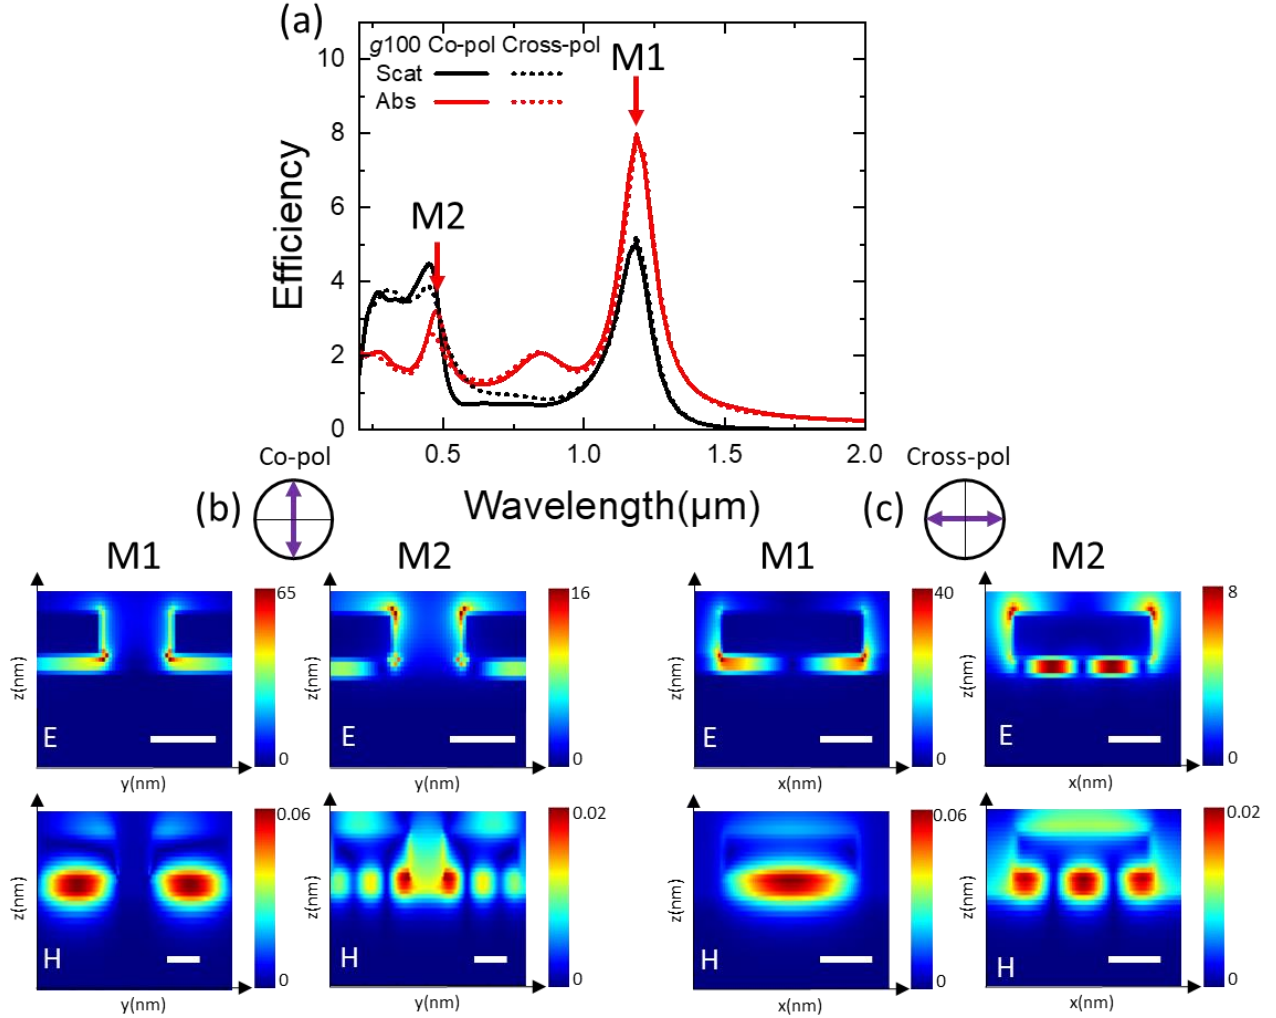 (a)
g100 Co-pol Cross-pol
Scat
Abs
M1
M2
10
8
6
4
2
0
Efficiency
0.5 1.0 1.5 2.0
Wavelength(μm)
Co-pol
Cross-pol
(b)
(c)
M1 M2 M1 M2
65 16 40 8
z(nm) z(nm) z(nm) z(nm)
E E E E
0 0 0 0
y(nm) y(nm) x(nm) x(nm)
0.06 0.02 0.06 0.02
z(nm) z(nm) z(nm) z(nm)
H H H H
0 0 0 0
y(nm) y(nm) x(nm) x(nm)